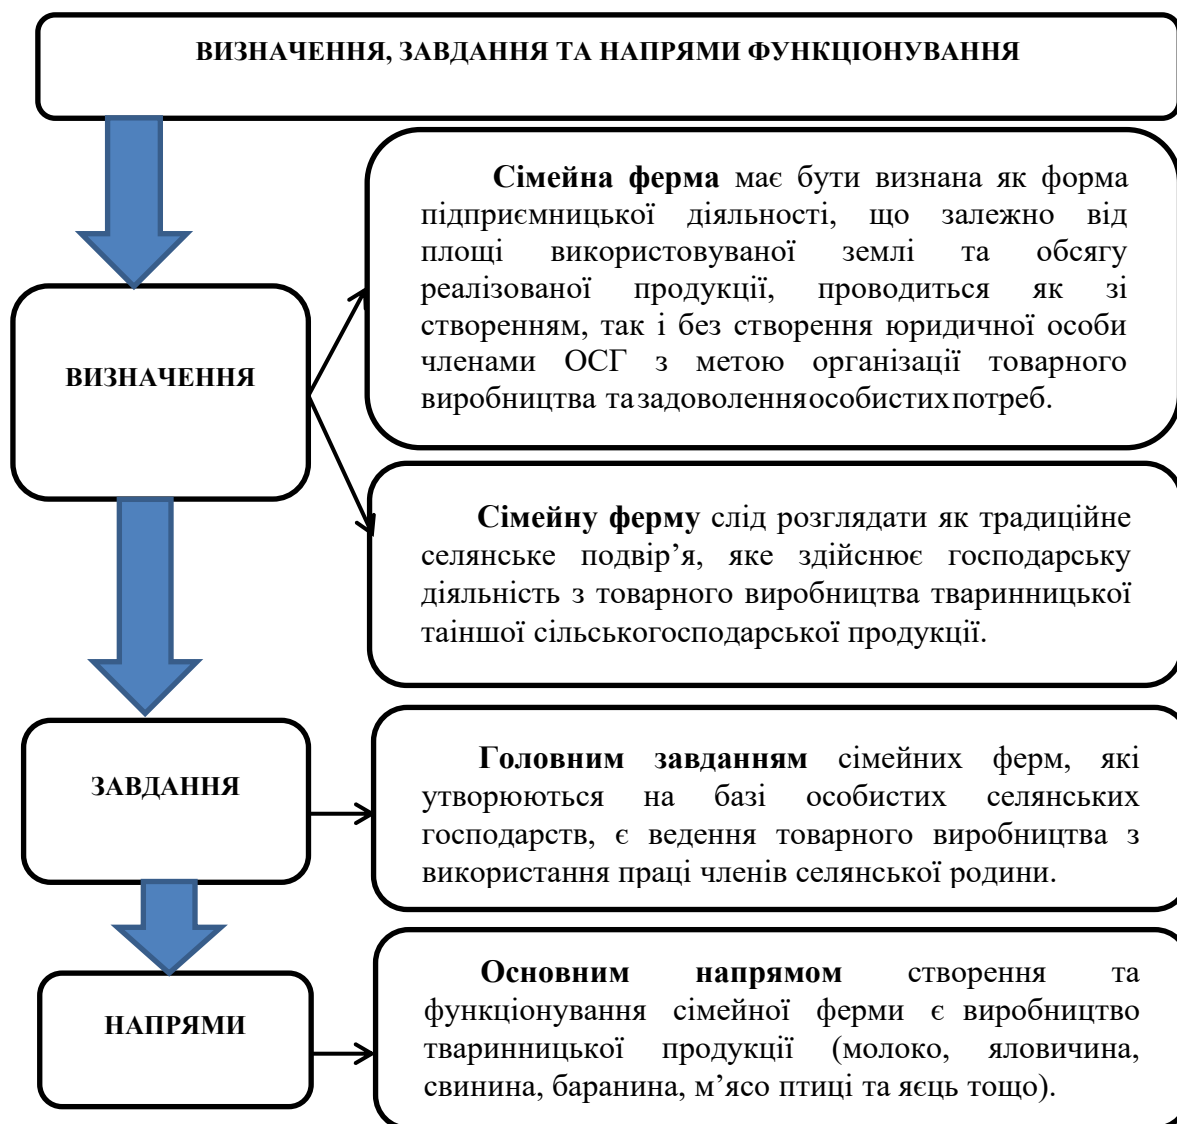 ВИЗНАЧЕННЯ, ЗАВДАННЯ ТА НАПРЯМИ ФУНКЦІОНУВАННЯ
ВИЗНАЧЕННЯ
Сімейна ферма має бути визнана як форма
підприємницької діяльності, що залежно від
площі використовуваної землі та обсягу
реалізованої продукції, проводиться як зі
створенням, так і без створення юридичної особи
членами ОСГ з метою організації товарного
виробництва та задоволення особистих потреб.
Сімейну ферму слід розглядати як традиційне
селянське подвір’я, яке здійснює господарську
діяльність з товарного виробництва тваринницької
таіншої сільськогосподарської продукції.
ЗАВДАННЯ
Головним завданням сімейних ферм, які
утворюються на базі особистих селянських
господарств, є ведення товарного виробництва з
використання праці членів селянської родини.
НАПРЯМИ
Основним напрямом створення та
функціонування сімейної ферми є виробництво
тваринницької продукції (молоко, яловичина,
свинина, баранина, м’ясо птиці та яєць тощо).